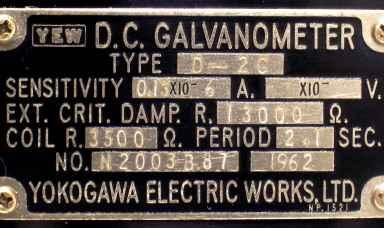 YEW D.C. GALVANOMETER
TYPE D-2C
SENSITIVITY 0.15 X10⁻⁶ A. X10⁻ V.
EXT. CRIT. DAMP. R. 13000 Ω.
COIL R. 3500 Ω. PERIOD 2.1 SEC.
NO. N2003387 1962
YOKOGAWA ELECTRIC WORKS, LTD.
NP. 1521